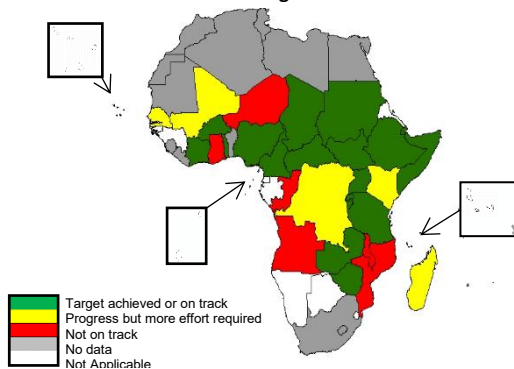 Target achieved or on track
Progress but more effort required
Not on track
No data
Not Applicable